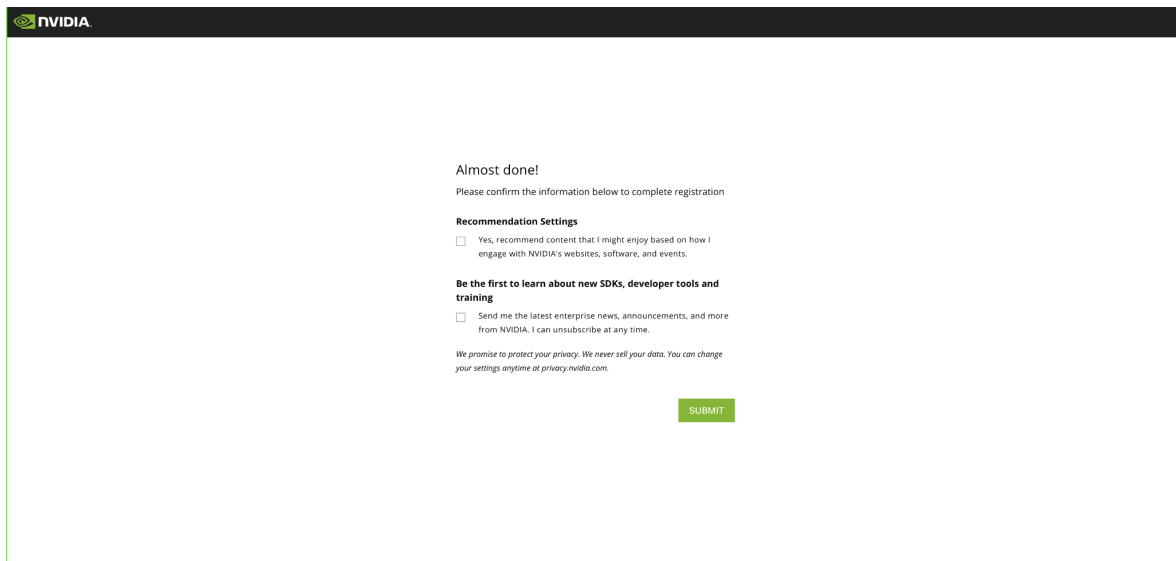 NVIDIA.
Almost done!
Please confirm the information below to complete registration
Recommendation Settings
Yes, recommend content that I might enjoy based on how I
engage with NVIDIA's websites, software, and events.
Be the first to learn about new SDKs, developer tools and
training
Send me the latest enterprise news, announcements, and more
from NVIDIA. I can unsubscribe at any time.
We promise to protect your privacy. We never sell your data. You can change
your settings anytime at privacy.nvidia.com.
SUBMIT